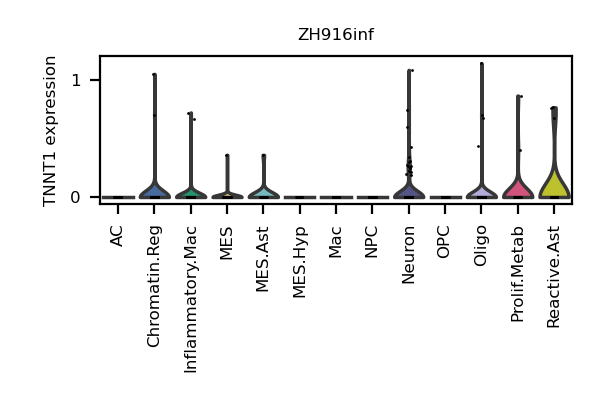 ZH916inf
TNNT1 expression
1
0
AC
Chromatin.Reg
Inflammatory.Mac
MES
MES.Ast
MES.Hyp
Mac
NPC
Neuron
OPC
Oligo
Prolif.Metab
Reactive.Ast